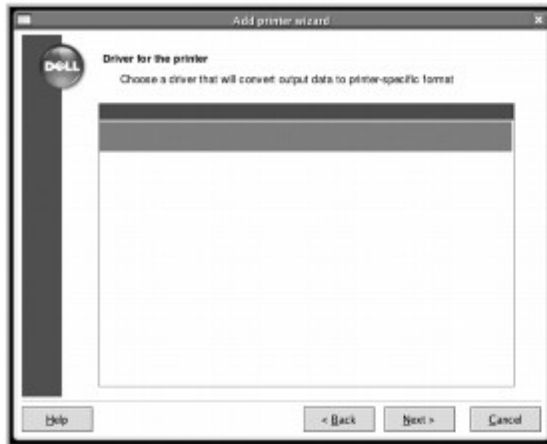 Add printer wizard
DELL
Driver for the printer
Choose a driver that will convert output data to printer-specific format
Help
< Back
Next >
Cancel